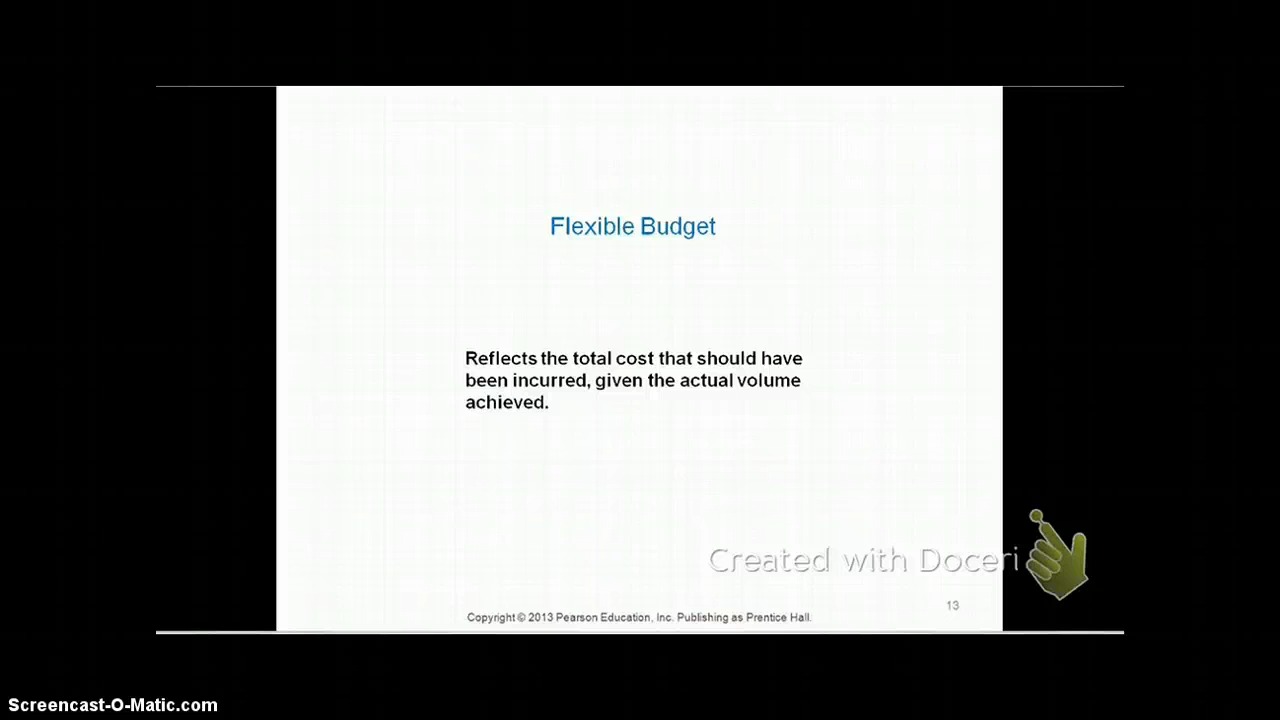 Flexible Budget
Reflects the total cost that should have
been incurred, given the actual volume
achieved.
Created with Doceri
13
Copyright © 2013 Pearson Education, Inc. Publishing as Prentice Hall.
Screencast-O-Matic.com